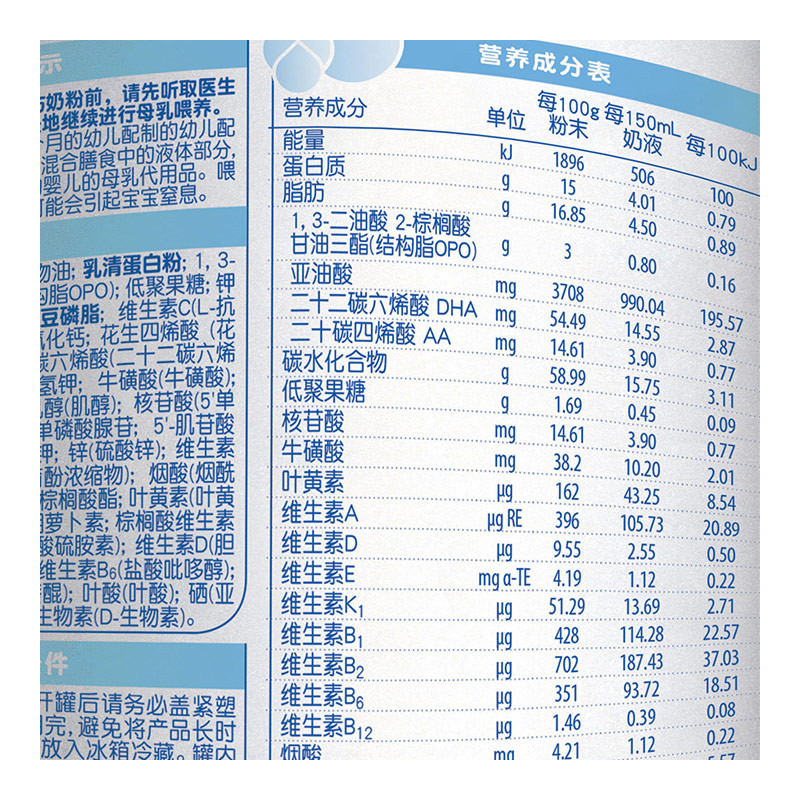 示
奶粉前，请先听取医生
地继续进行母乳喂养。
个月的幼儿配制的幼儿配
混合膳食中的液体部分，
婴儿的母乳代用品。喂
可能会引起宝宝窒息。
物油；乳清蛋白粉；1, 3-
构脂OPO)；低聚果糖；钾
豆磷脂；维生素C(L-抗
氧化钙；花生四烯酸（花
碳六烯酸(二十二碳六烯
氢钾；牛磺酸(牛磺酸)；
肌醇(肌醇)；核苷酸(5'单
单磷酸腺苷；5'-肌苷酸
钾；锌(硫酸锌)；维生素
酚浓缩物)；烟酸(烟酰
棕榈酸酯；叶黄素(叶黄
胡萝卜素；棕榈酸维生素
酸硫胺素)；维生素D(胆
维生素B6(盐酸吡哆醇)；
醌)；叶酸(叶酸)；硒(亚
生物素(D-生物素)。
件
开罐后请务必盖紧塑
用完，避免将产品长时
放入冰箱冷藏。罐内
营养成分表
营养成分 单位 每100g粉末 每150mL奶液 每100kJ
能量 kJ 1896 506 100
蛋白质 g 15 4.01 0.79
脂肪 g 16.85 4.50 0.89
1, 3-二油酸 2-棕榈酸
甘油三酯(结构脂OPO) g 3 0.80 0.16
亚油酸 mg 3708 990.04 195.57
二十二碳六烯酸 DHA mg 54.49 14.55 2.87
二十碳四烯酸 AA mg 14.61 3.90 0.77
碳水化合物 g 58.99 15.75 3.11
低聚果糖 g 1.69 0.45 0.09
核苷酸 mg 14.61 3.90 0.77
牛磺酸 mg 38.2 10.20 2.01
叶黄素 μg 162 43.25 8.54
维生素A μg RE 396 105.73 20.89
维生素D μg 9.55 2.55 0.50
维生素E mg α-TE 4.19 1.12 0.22
维生素K1 μg 51.29 13.69 2.71
维生素B1 μg 428 114.28 22.57
维生素B2 μg 702 187.43 37.03
维生素B6 μg 351 93.72 18.51
维生素B12 μg 1.46 0.39 0.08
烟酸 mg 4.21 1.12 0.22